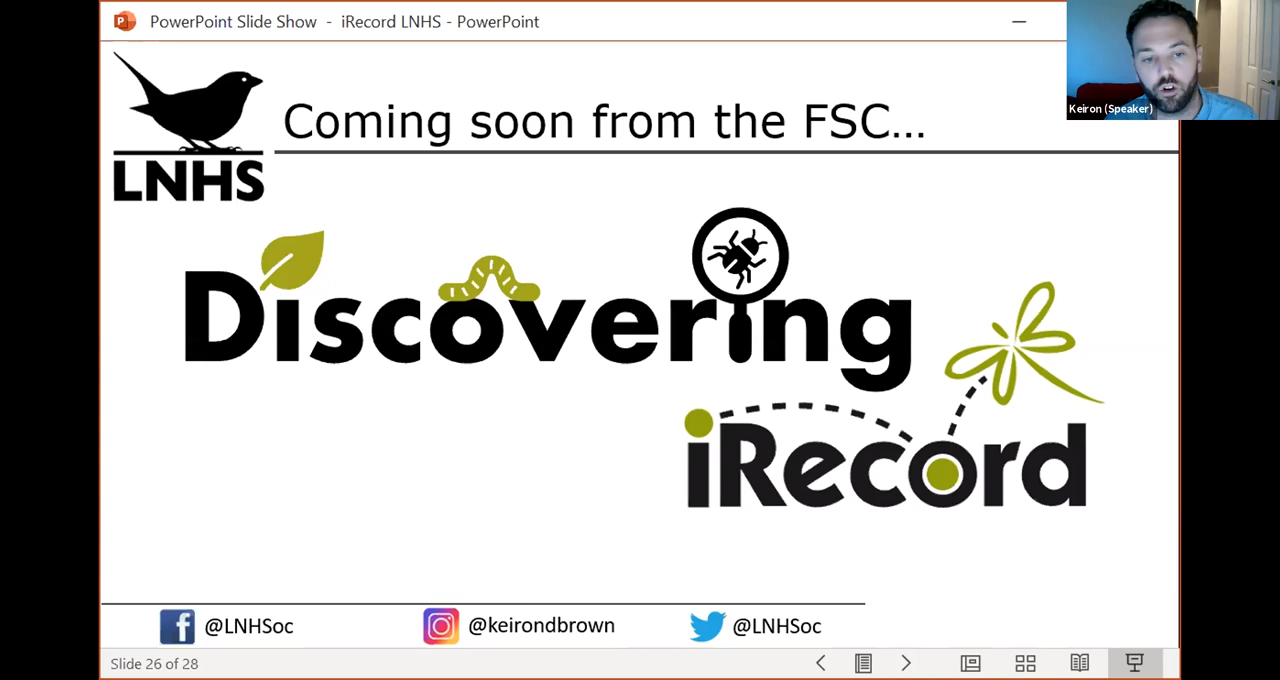 PowerPoint Slide Show - iRecord LNHS - PowerPoint
Keiron (Speaker)
LNHS
Coming soon from the FSC...
Discovering
iRecord
@LNHSoc
@keirondbrown
@LNHSoc
Slide 26 of 28